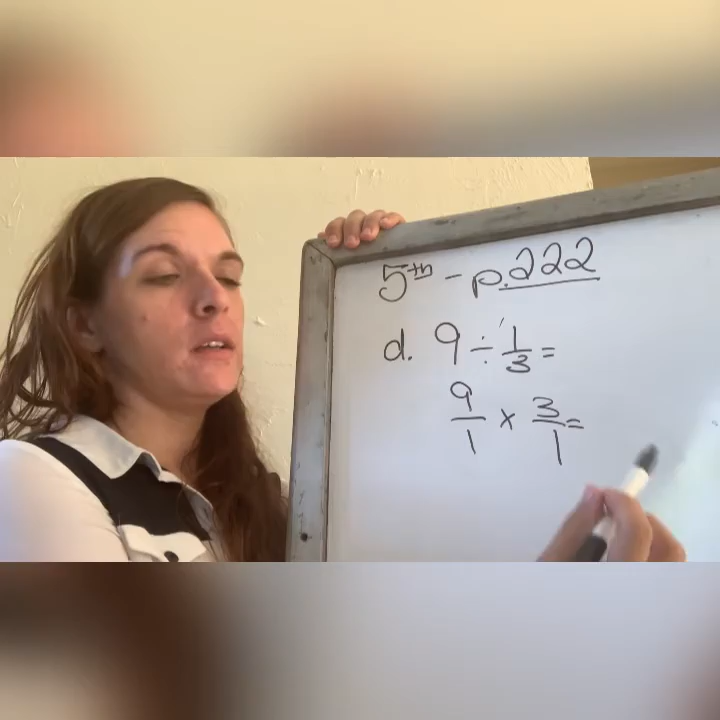 5th - p.222
d. 9 ÷ 1/3 =
9/1 x 3/1 =